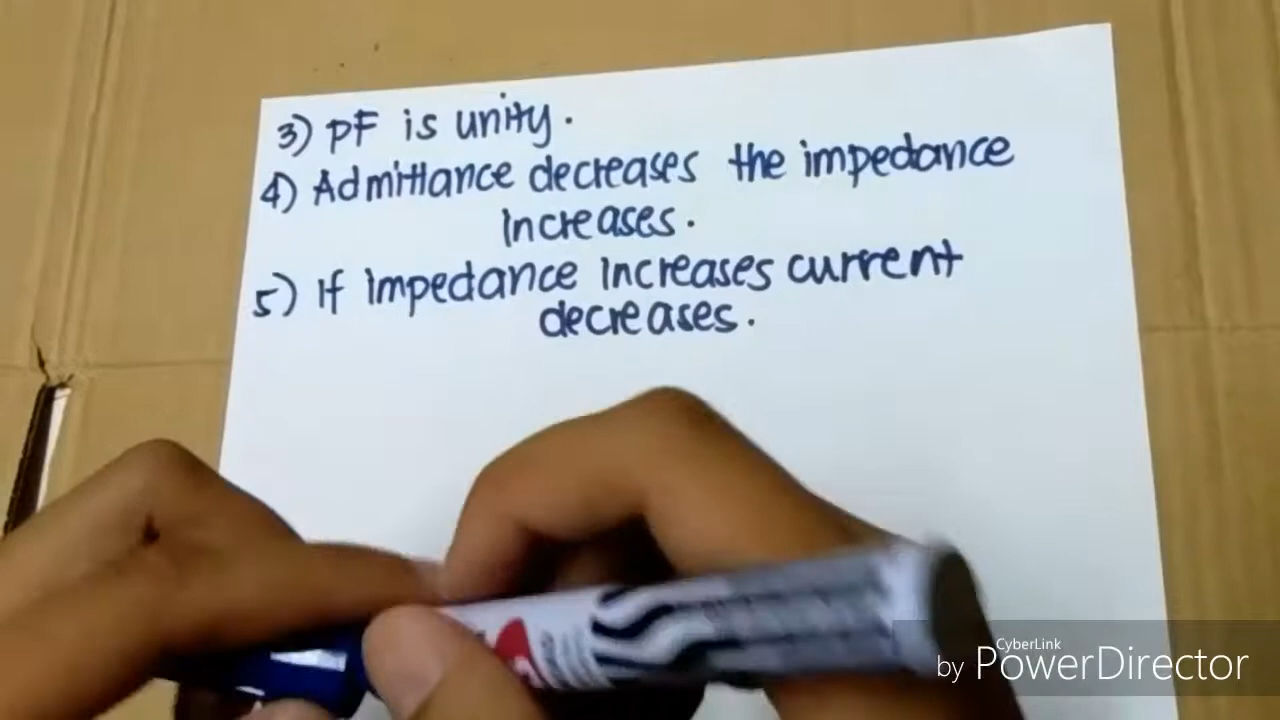 3) PF is unity.
4) Admittance decreases the impedance
increases.
5) If impedance increases current
decreases.
CyberLink
by PowerDirector